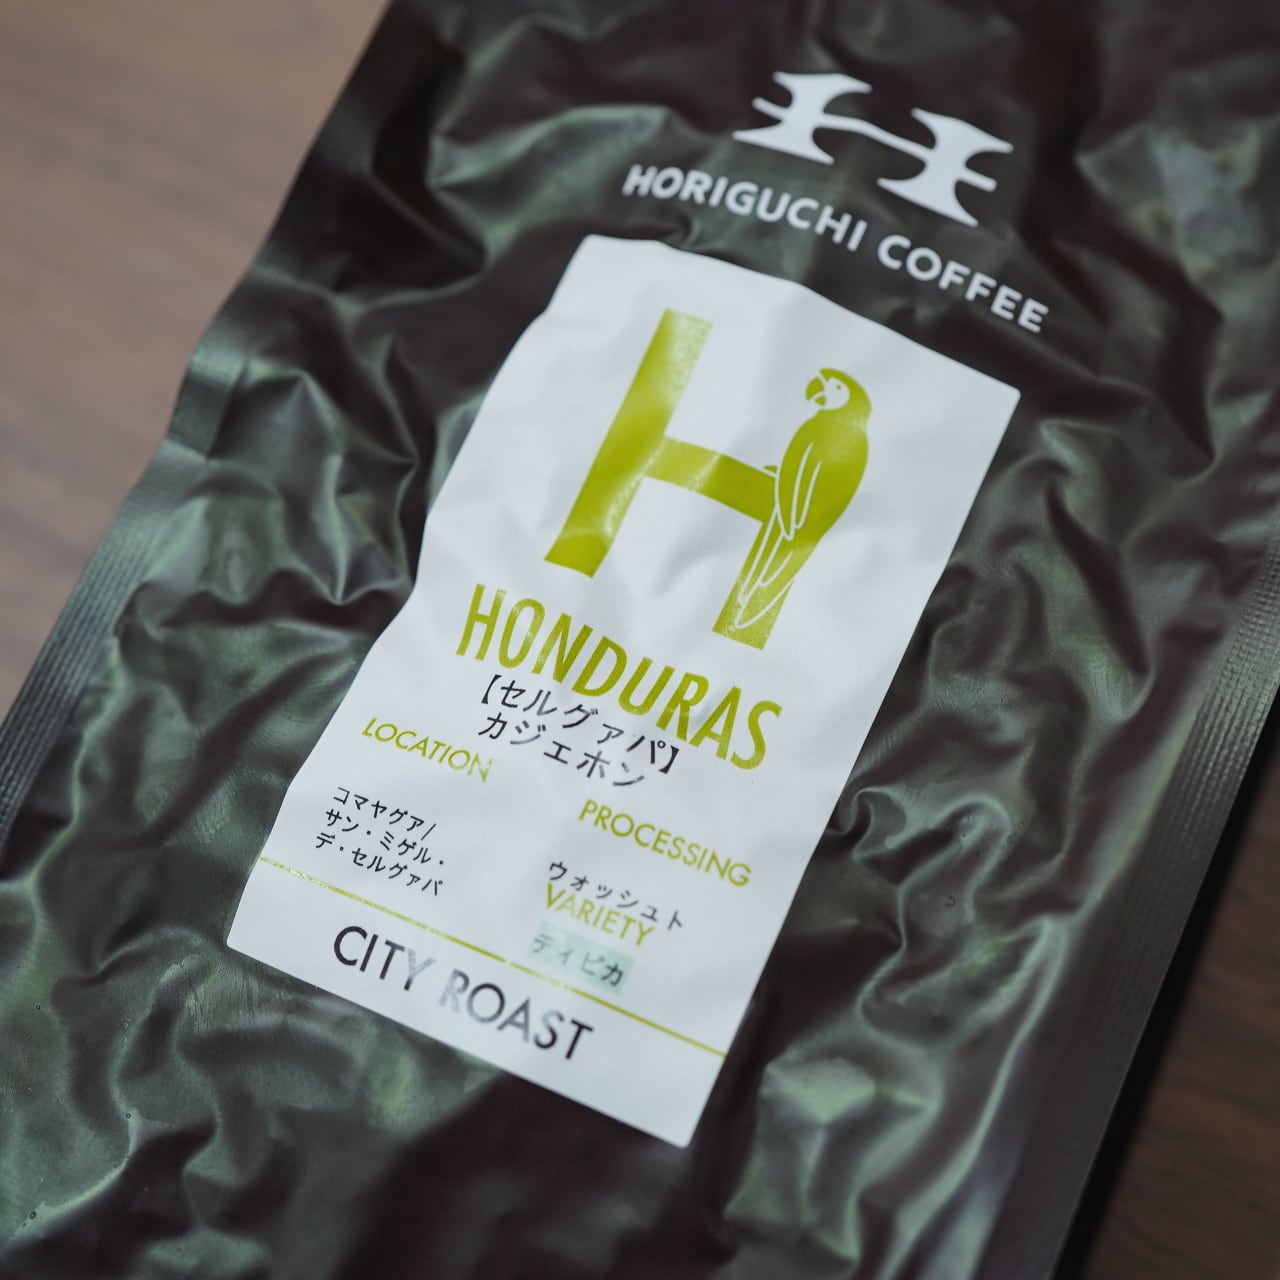 HORIGUCHI COFFEE
HONDURAS
【セルグァパ】
カジエホン
LOCATION
コマヤグア/
サン・ミゲル・
デ・セルグァパ
PROCESSING
ウォッシュト
VARIETY
ティピカ
CITY ROAST